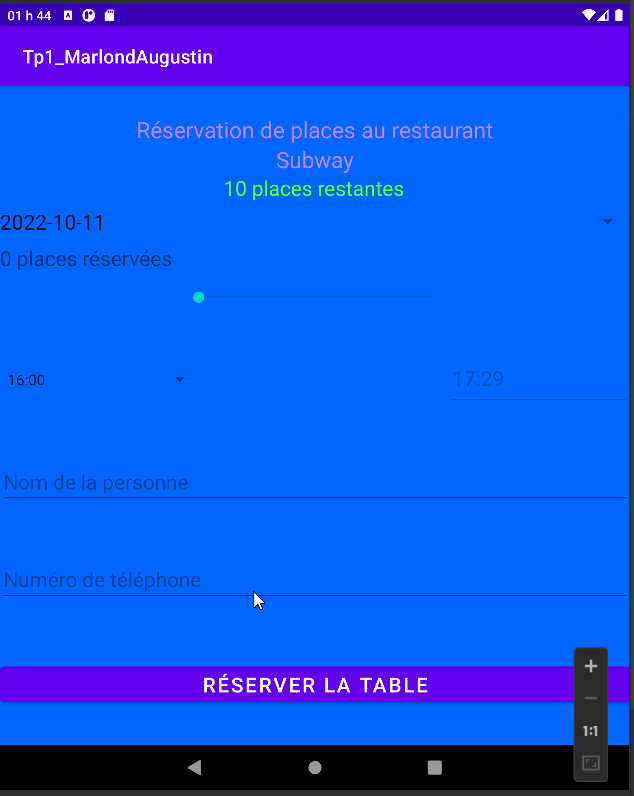 01 h 44
Tp1_MarlondAugustin
Réservation de places au restaurant
Subway
10 places restantes
2022-10-11
0 places réservées
16:00
17:29
Nom de la personne
Numéro de téléphone
RÉSERVER LA TABLE
1:1